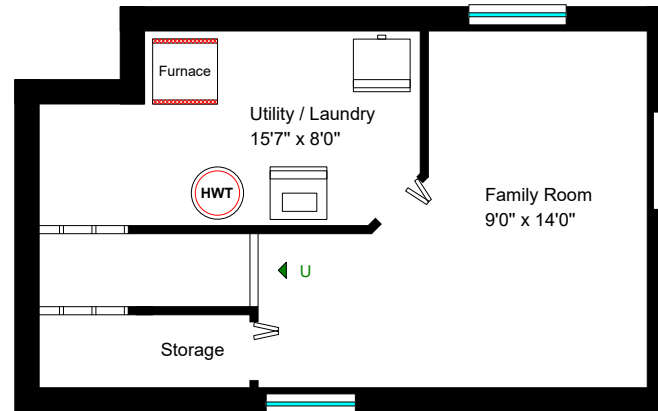 Furnace
Utility / Laundry
15'7" x 8'0"
HWT
Family Room
9'0" x 14'0"
U
Storage